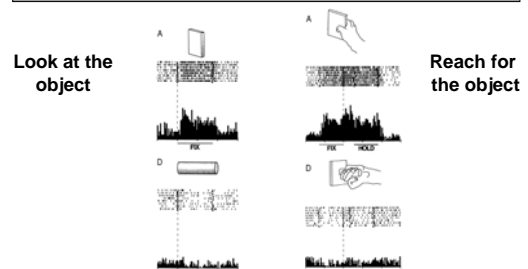 Look at the
object
A
FIX
D
A
FIX HOLD
D
Reach for
the object